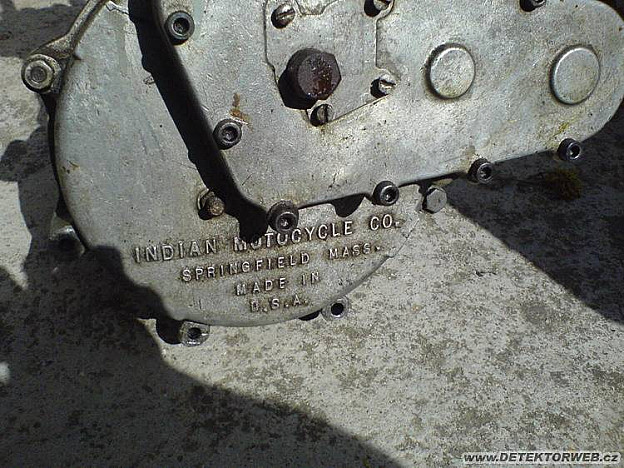 INDIAN MOTOCYCLE CO.
SPRINGFIELD MASS.
MADE IN
U.S.A.
www.DETEKTORWEB.cz